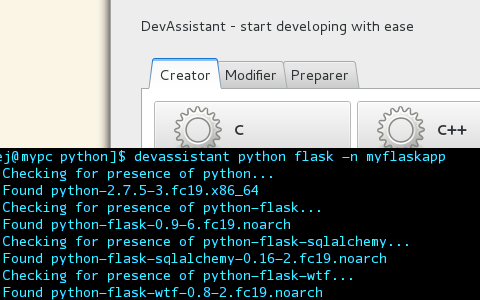 DevAssistant - start developing with ease
Creator Modifier Preparer
C C++
ej@mypc python]$ devassistant python flask -n myflaskapp
Checking for presence of python...
Found python-2.7.5-3.fc19.x86_64
Checking for presence of python-flask...
Found python-flask-0.9-6.fc19.noarch
Checking for presence of python-flask-sqlalchemy...
Found python-flask-sqlalchemy-0.16-2.fc19.noarch
Checking for presence of python-flask-wtf...
Found python-flask-wtf-0.8-2.fc19.noarch